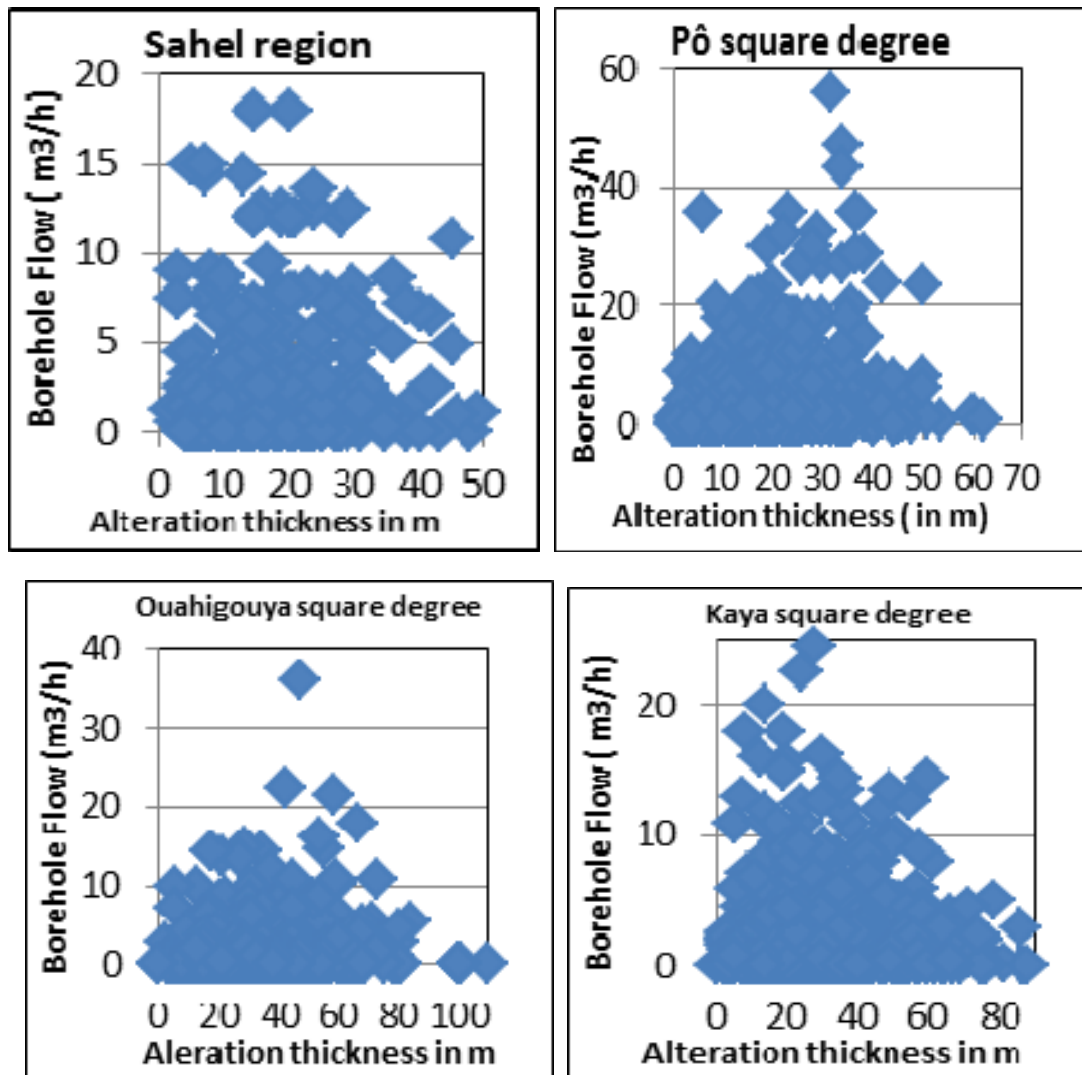 Sahel region
Borehole Flow ( m3/h)
20
15
10
5
0
0 10 20 30 40 50
Alteration thickness in m
Pô square degree
Borehole Flow (m3/h)
60
40
20
0
0 10 20 30 40 50 60 70
Alteration thickness ( in m)
Ouahigouya square degree
Borehole Flow (m3/h)
40
30
20
10
0
0 20 40 60 80 100
Aleration thickness in m
Kaya square degree
Borehole Flow ( m3/h)
20
10
0
0 20 40 60 80
Alteration thickness in m